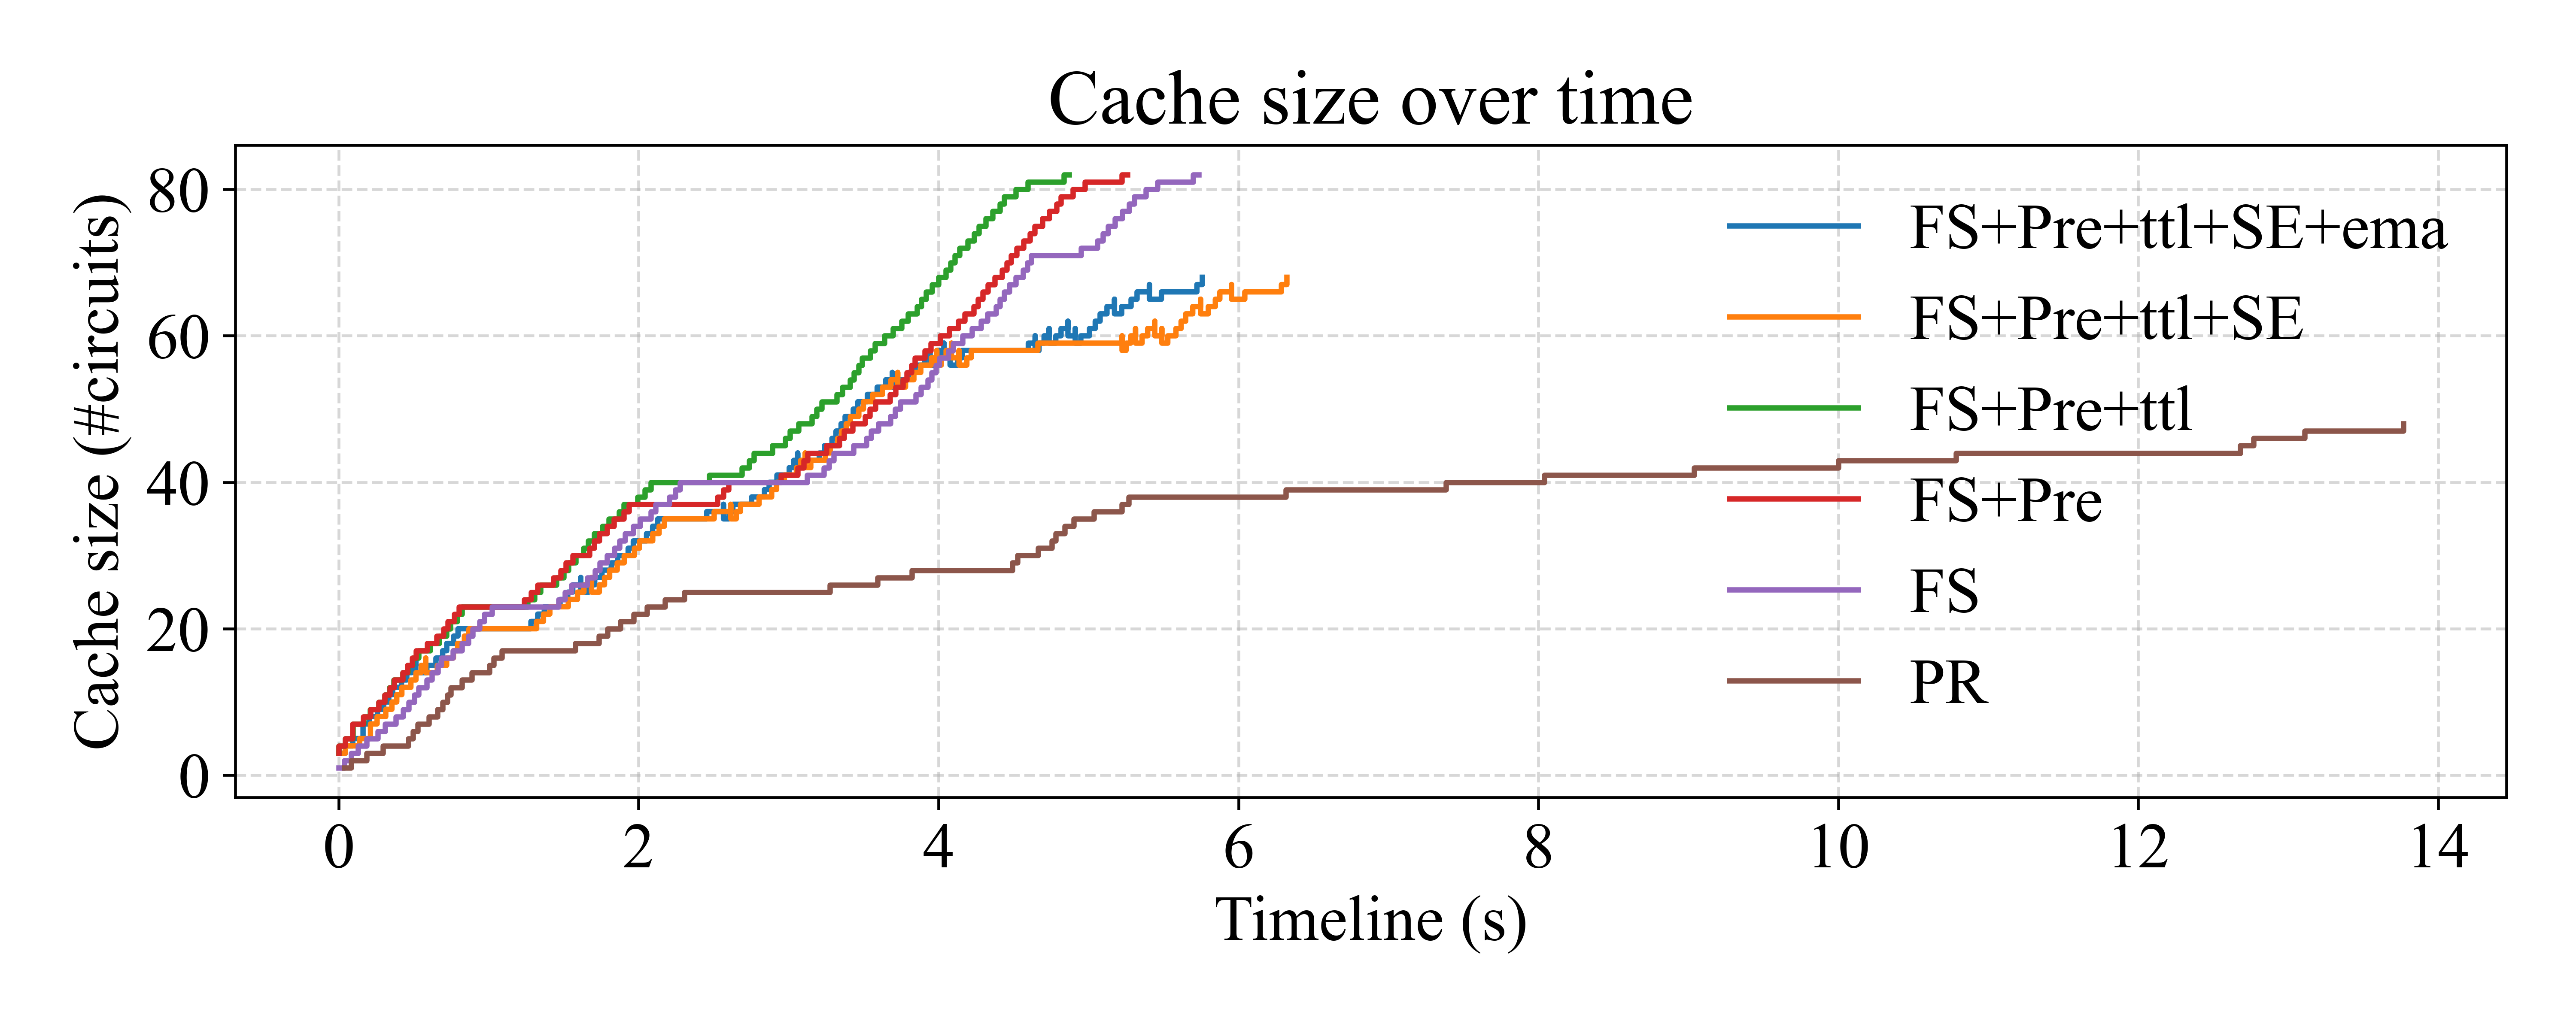 Cache size over time
Cache size (#circuits)
80
60
40
20
0
FS+Pre+ttl+SE+ema
FS+Pre+ttl+SE
FS+Pre+ttl
FS+Pre
FS
PR
0 2 4 6 8 10 12 14
Timeline (s)